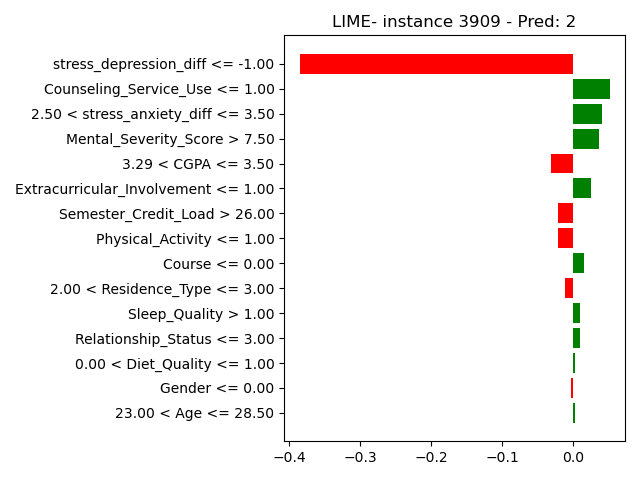 LIME- instance 3909 - Pred: 2
stress_depression_diff <= -1.00
Counseling_Service_Use <= 1.00
2.50 < stress_anxiety_diff <= 3.50
Mental_Severity_Score > 7.50
3.29 < CGPA <= 3.50
Extracurricular_Involvement <= 1.00
Semester_Credit_Load > 26.00
Physical_Activity <= 1.00
Course <= 0.00
2.00 < Residence_Type <= 3.00
Sleep_Quality > 1.00
Relationship_Status <= 3.00
0.00 < Diet_Quality <= 1.00
Gender <= 0.00
23.00 < Age <= 28.50
−0.4 −0.3 −0.2 −0.1 0.0